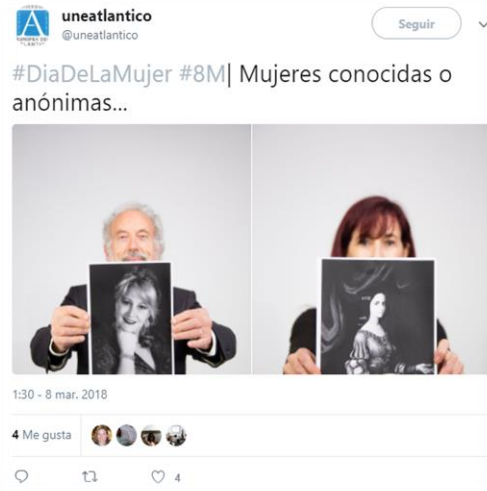 uneatlantico
@uneatlantico
Seguir
#DiaDeLaMujer #8M| Mujeres conocidas o
anónimas...
1:30 - 8 mar. 2018
4 Me gusta
4